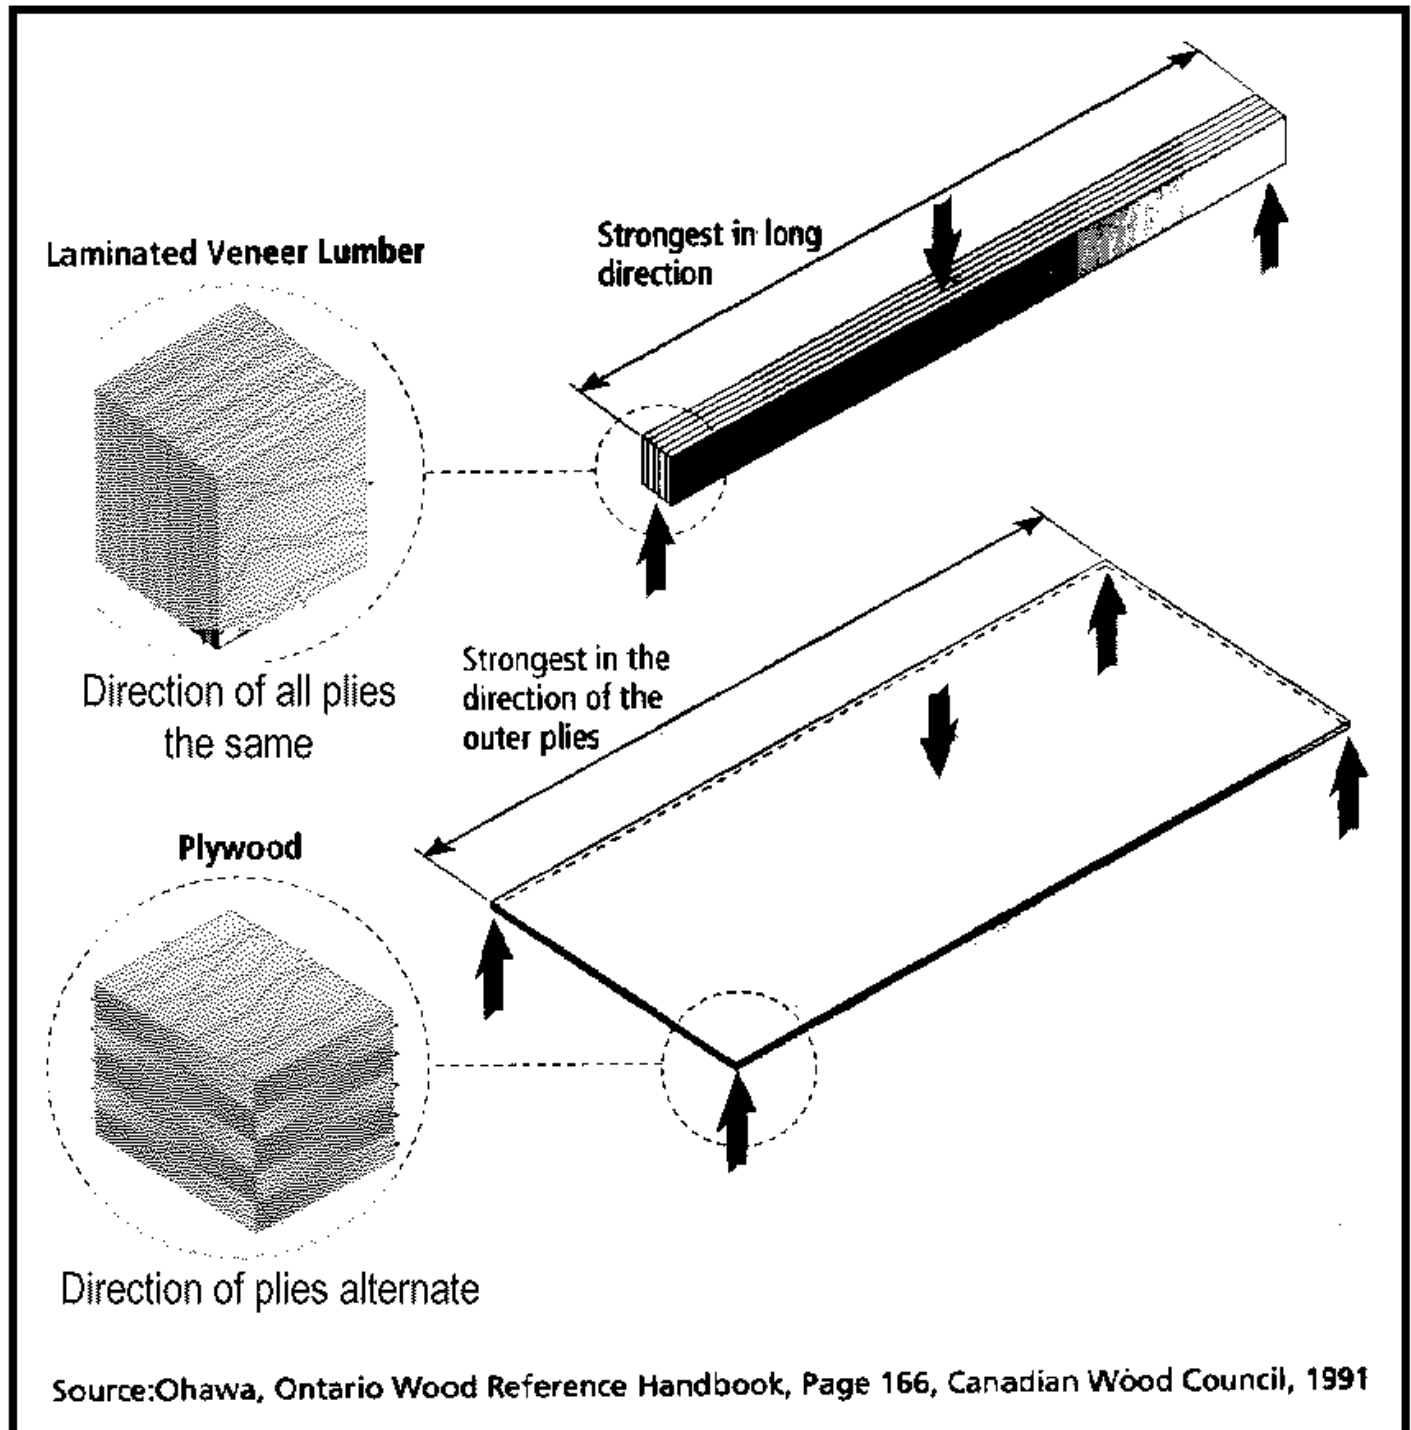 Strongest in long
direction
Laminated Veneer Lumber
Direction of all plies
the same
Strongest in the
direction of the
outer plies
Plywood
Direction of plies alternate
Source:Ohawa, Ontario Wood Reference Handbook, Page 166, Canadian Wood Council, 1991